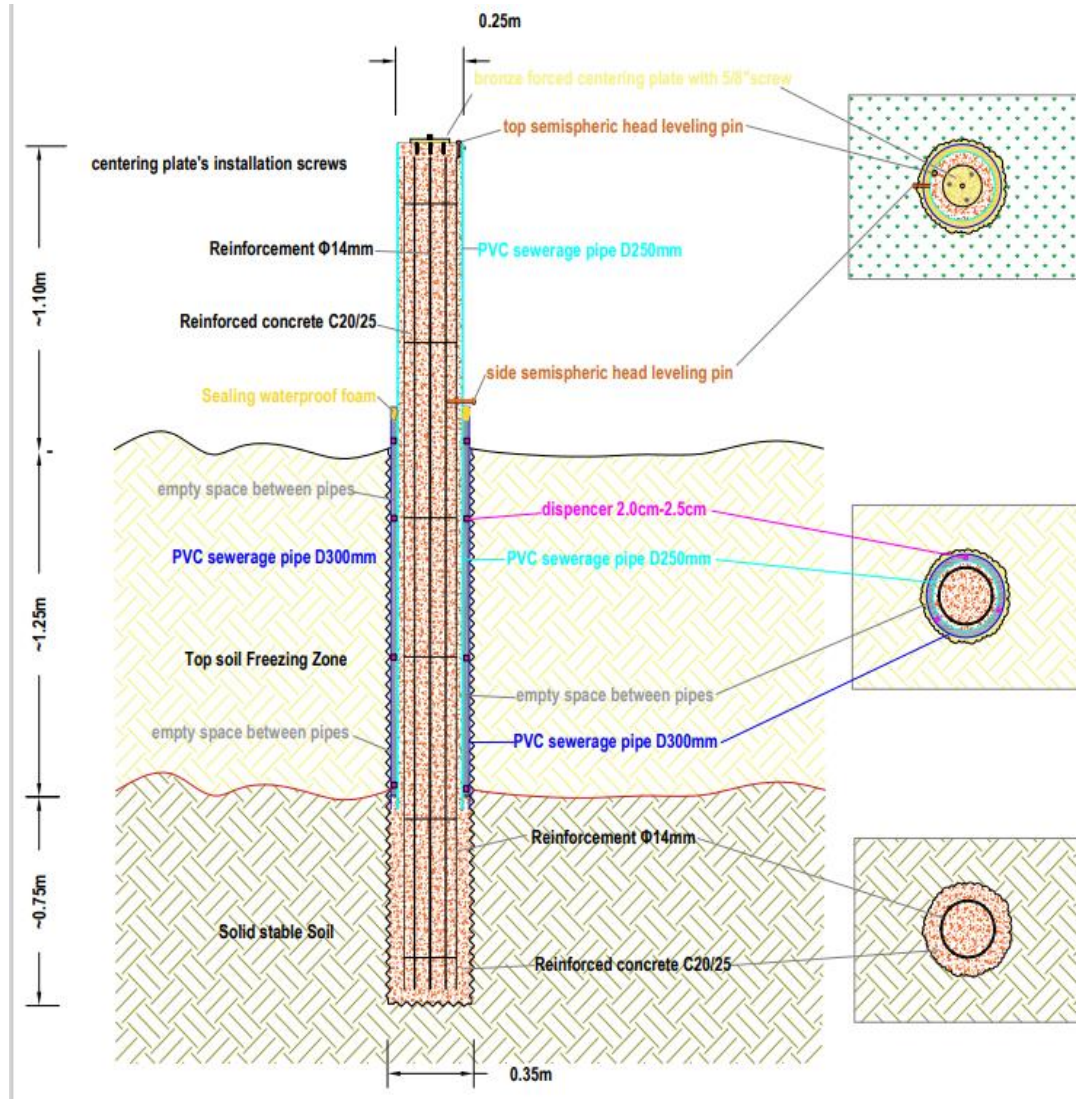 0.25m
bronze forced centering plate with 5/8"screw
top semispheric head leveling pin
centering plate's installation screws
Reinforcement Φ14mm
PVC sewerage pipe D250mm
~1.10m
Reinforced concrete C20/25
side semispheric head leveling pin
Sealing waterproof foam
empty space between pipes
dispencer 2.0cm-2.5cm
PVC sewerage pipe D300mm
PVC sewerage pipe D250mm
~1.25m
Top soil Freezing Zone
empty space between pipes
empty space between pipes
PVC sewerage pipe D300mm
Reinforcement Φ14mm
~0.75m
Solid stable Soil
Reinforced concrete C20/25
0.35m